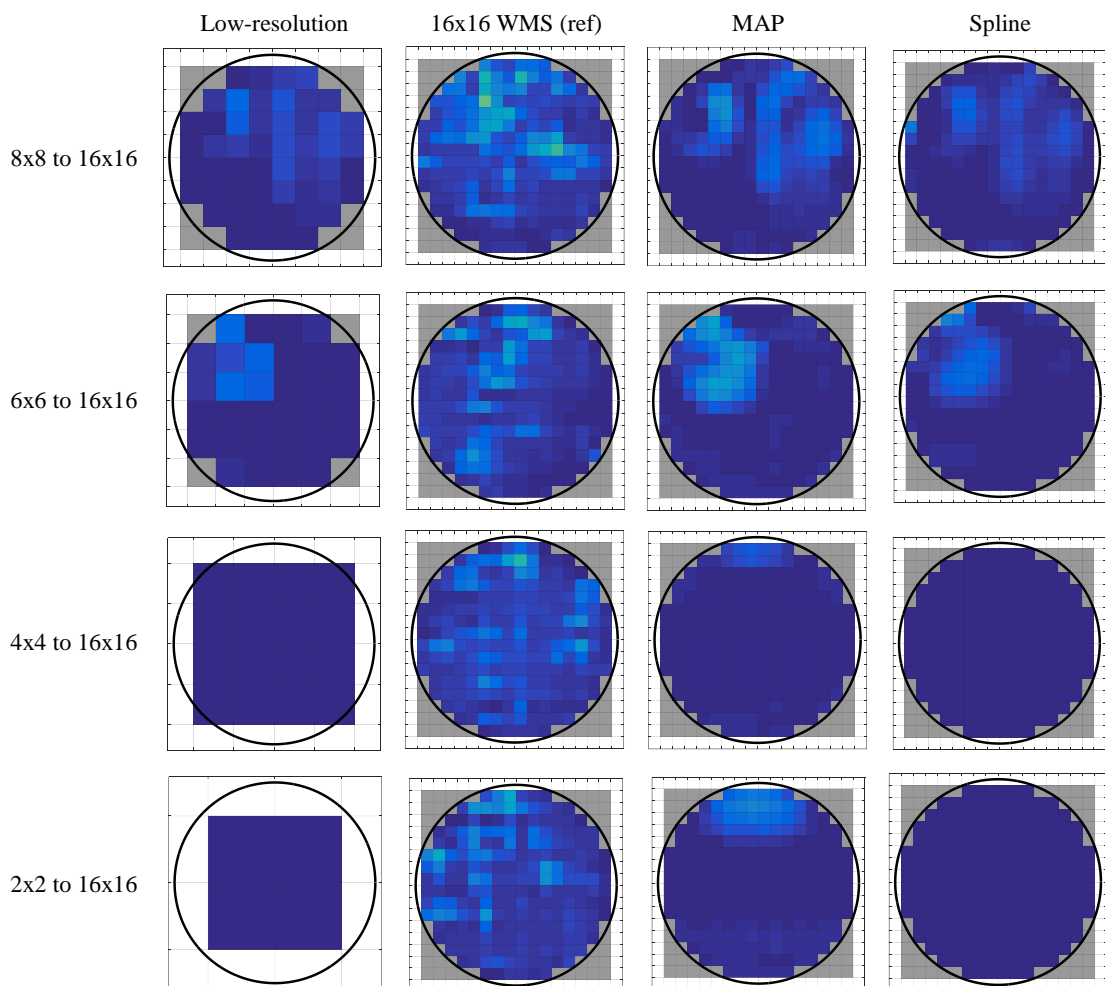 Low-resolution 16x16 WMS (ref) MAP Spline
8x8 to 16x16
6x6 to 16x16
4x4 to 16x16
2x2 to 16x16